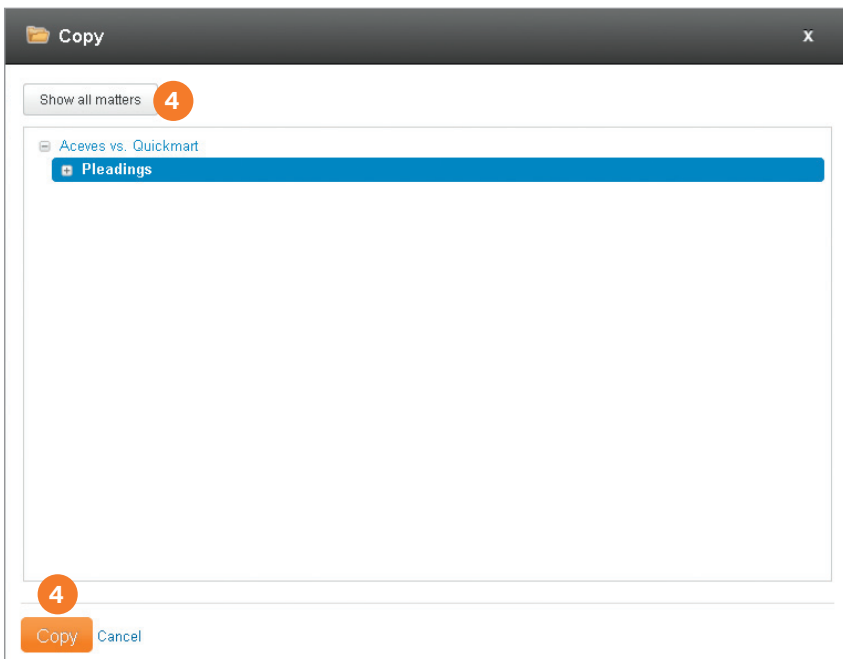 Copy x
Show all matters 4
Aceves vs. Quickmart
Pleadings
4
Copy Cancel